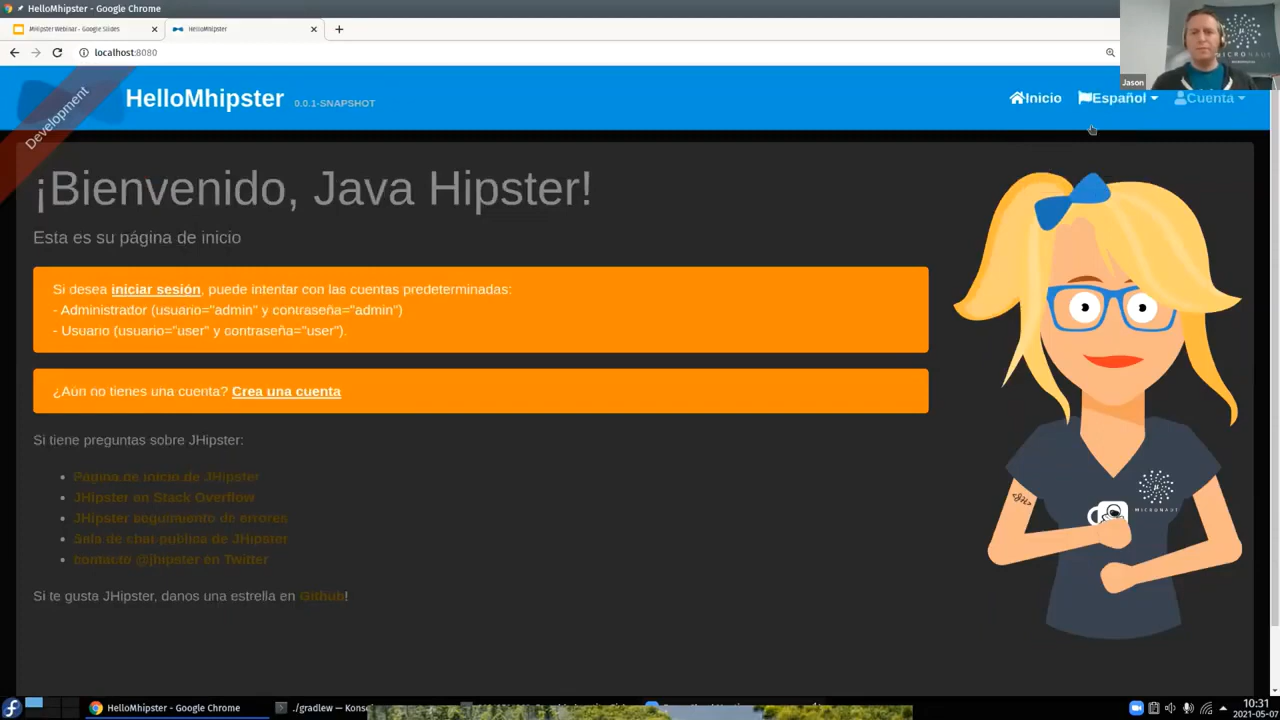 HelloMhipster - Google Chrome
JHipster Webinar - Google Slides
HelloMhipster
localhost:8080
Jason
Development
HelloMhipster 0.0.1-SNAPSHOT
Inicio
Español
Cuenta
¡Bienvenido, Java Hipster!
Esta es su página de inicio
Si desea iniciar sesión, puede intentar con las cuentas predeterminadas:
- Administrador (usuario="admin" y contraseña="admin")
- Usuario (usuario="user" y contraseña="user").
¿Aún no tienes una cuenta? Crea una cuenta
Si tiene preguntas sobre JHipster:
Página de inicio de JHipster
JHipster en Stack Overflow
JHipster seguimiento de errores
Sala de chat pública de JHipster
contacto @jhipster en Twitter
Si te gusta JHipster, danos una estrella en Github!
MICRONAUT
HelloMhipster - Google Chrome
./gradlew — Konsol
10:31
2021-05-07